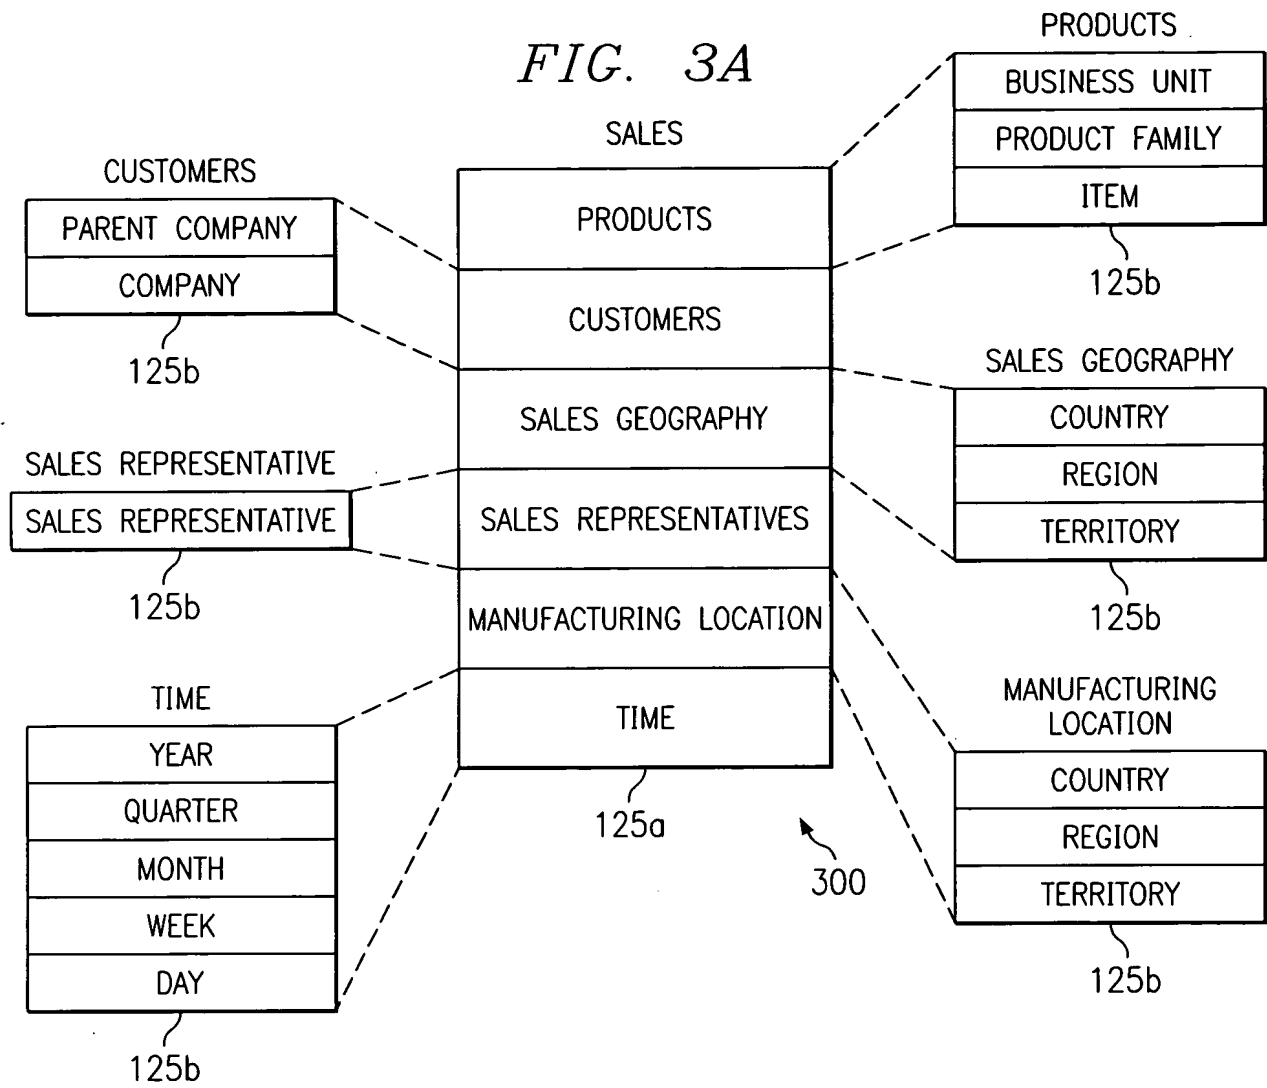 FIG. 3A
PRODUCTS
BUSINESS UNIT
PRODUCT FAMILY
ITEM
125b
SALES
PRODUCTS
CUSTOMERS
SALES GEOGRAPHY
SALES REPRESENTATIVES
MANUFACTURING LOCATION
TIME
125a
300
CUSTOMERS
PARENT COMPANY
COMPANY
125b
SALES REPRESENTATIVE
SALES REPRESENTATIVE
125b
TIME
YEAR
QUARTER
MONTH
WEEK
DAY
125b
SALES GEOGRAPHY
COUNTRY
REGION
TERRITORY
125b
MANUFACTURING
LOCATION
COUNTRY
REGION
TERRITORY
125b